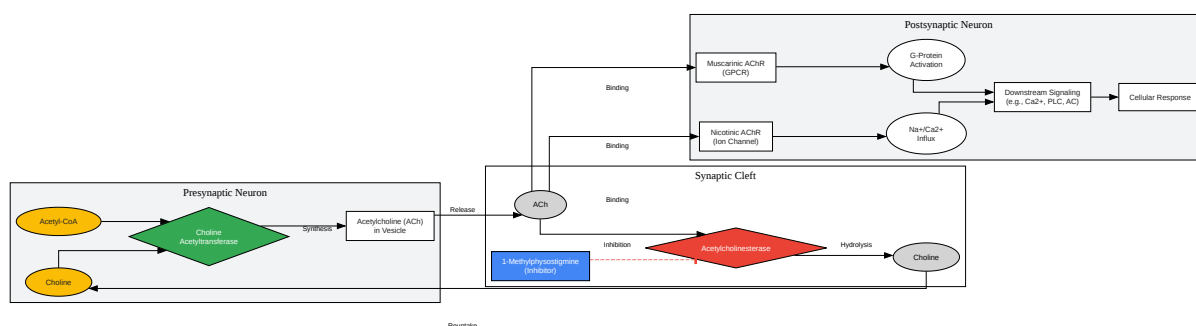 Postsynaptic Neuron
Muscarinic AChR
(GPCR)
G-Protein
Activation
Binding
Downstream Signaling
(e.g., Ca2+, PLC, AC)
Cellular Response
Nicotinic AChR
(Ion Channel)
Na+/Ca2+
Influx
Binding
Synaptic Cleft
Presynaptic Neuron
Acetyl-CoA
Choline
Acetyltransferase
Synthesis
Acetylcholine (ACh)
in Vesicle
Release
ACh
Binding
Inhibition
Acetylcholinesterase
Hydrolysis
Choline
1-Methylphysostigmine
(Inhibitor)
Choline
Reuptake